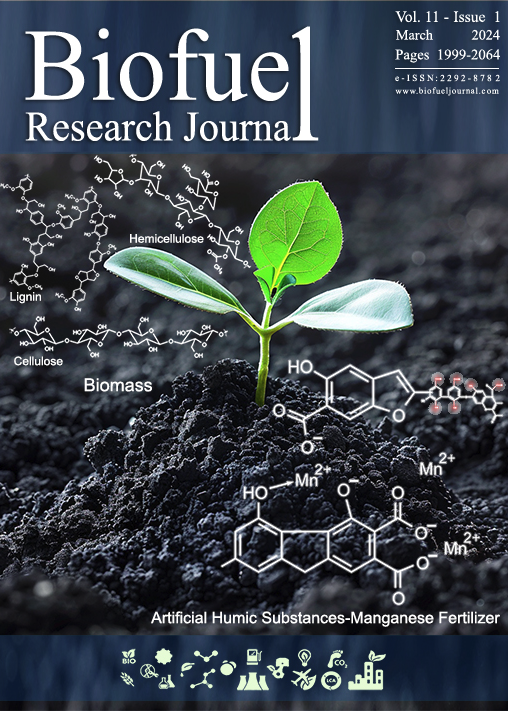 Biofuel
Research Journal
Vol. 11 - Issue 1
March 2024
Pages 1999-2064
e-ISSN:2292-8782
www.biofueljournal.com
Hemicellulose
Lignin
Cellulose
Biomass
HO
O
O
O⁻
Mn²⁺
HO
Mn²⁺
O⁻
O
O⁻
Mn²⁺
O⁻
O
Artificial Humic Substances-Manganese Fertilizer
BIO
CO₂
LCA